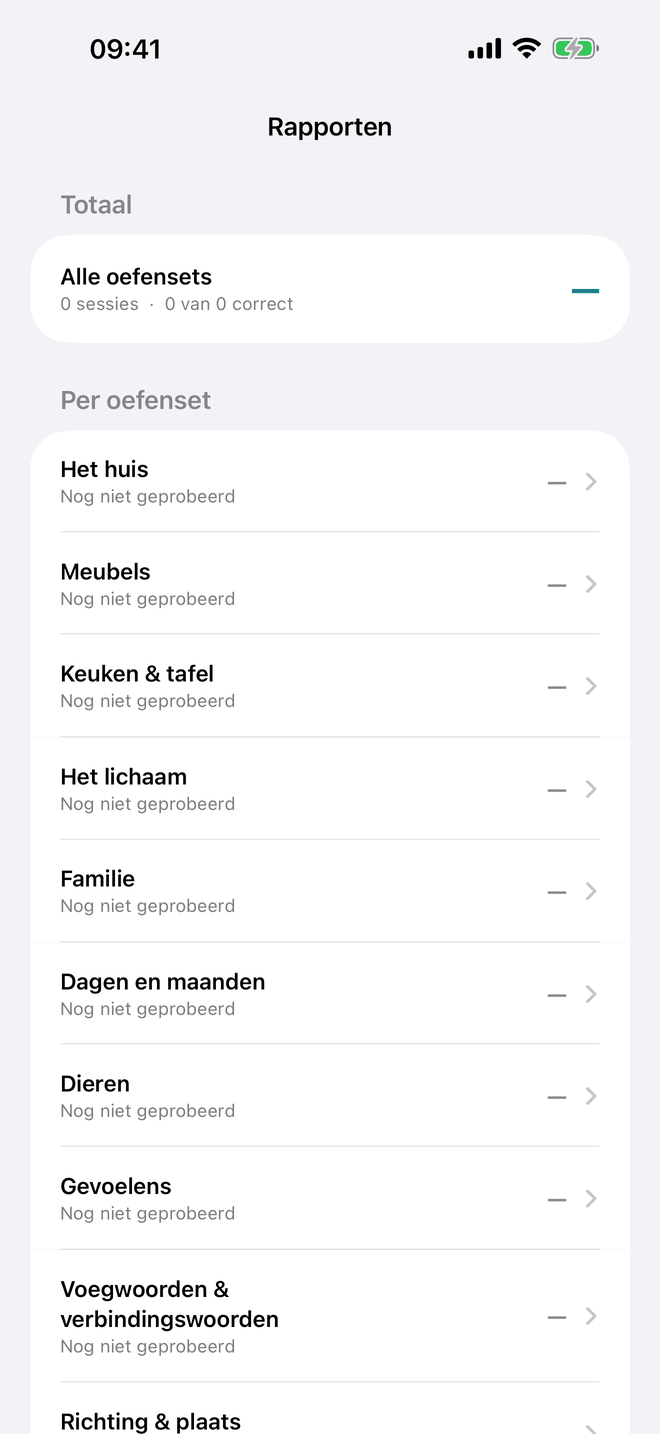 09:41
Rapporten
Totaal
Alle oefensets
0 sessies · 0 van 0 correct
—
Per oefenset
Het huis
Nog niet geprobeerd
—
Meubels
Nog niet geprobeerd
—
Keuken & tafel
Nog niet geprobeerd
—
Het lichaam
Nog niet geprobeerd
—
Familie
Nog niet geprobeerd
—
Dagen en maanden
Nog niet geprobeerd
—
Dieren
Nog niet geprobeerd
—
Gevoelens
Nog niet geprobeerd
—
Voegwoorden &
verbindingswoorden
Nog niet geprobeerd
—
Richting & plaats